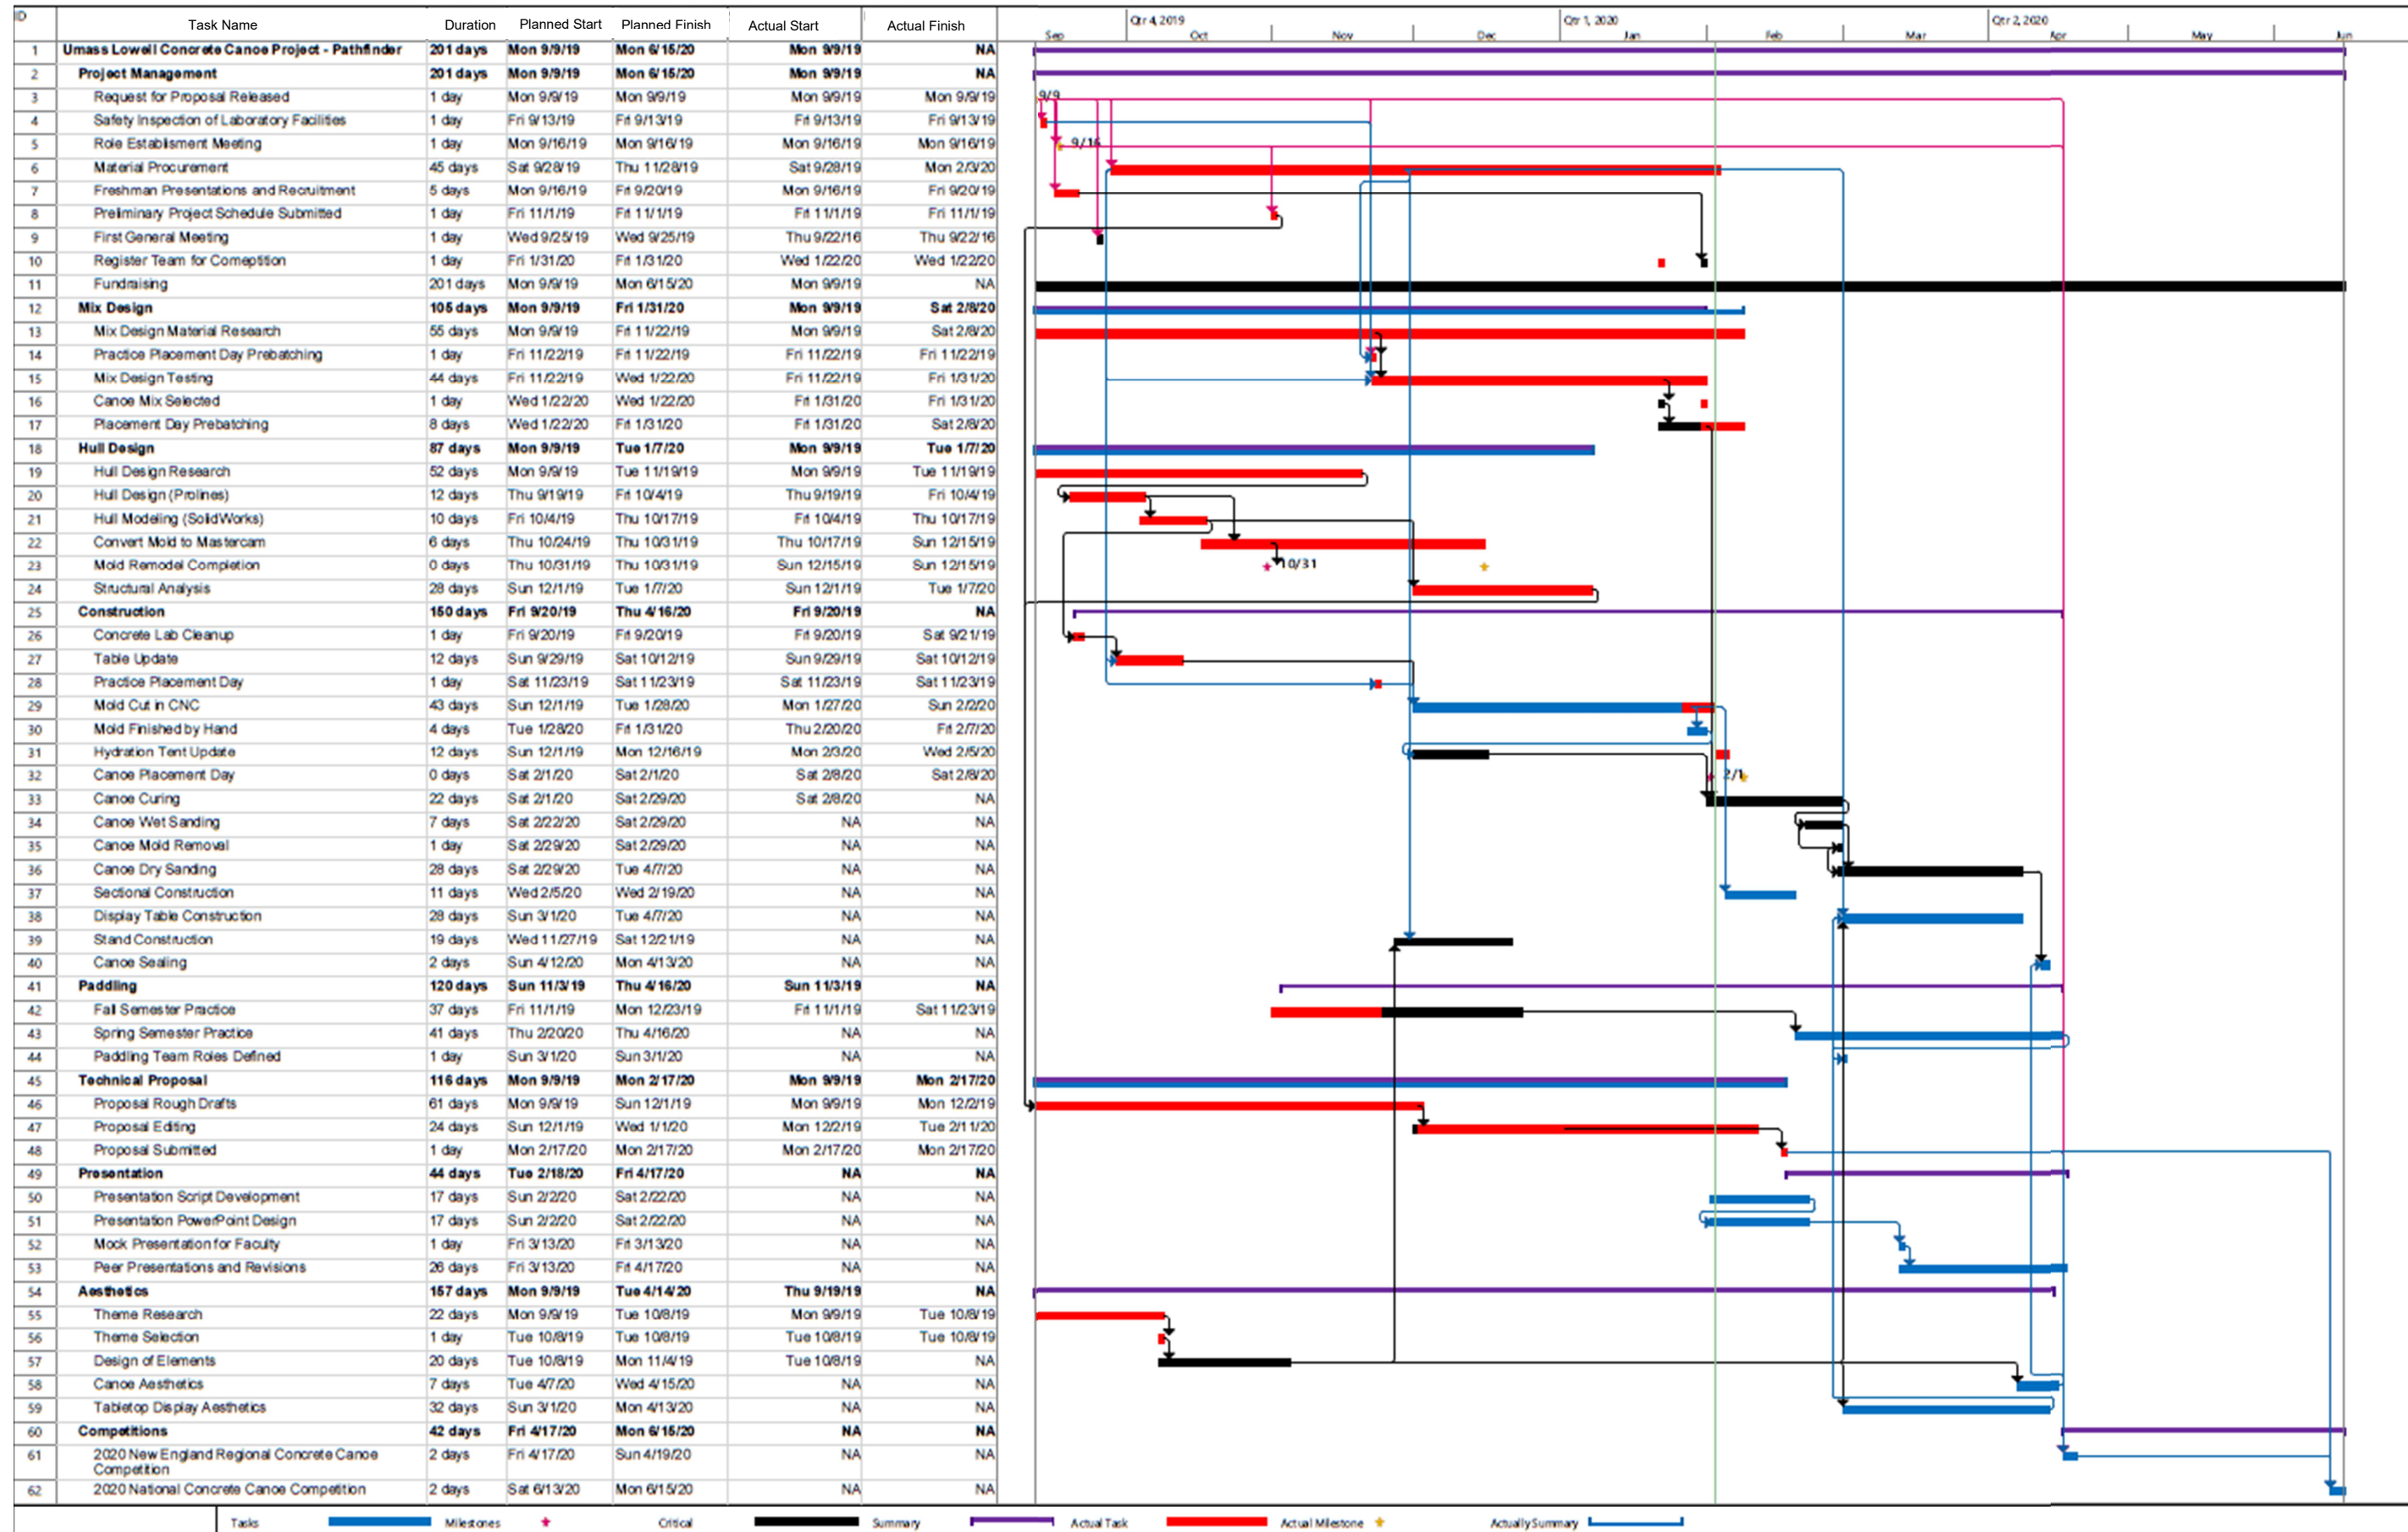 ID Task Name Duration Planned Start Planned Finish Actual Start Actual Finish
Qtr 4, 2019 Qtr 1, 2020 Qtr 2, 2020
Sep Oct Nov Dec Jan Feb Mar Apr May Jun
1 Umass Lowell Concrete Canoe Project - Pathfinder 201 days Mon 9/9/19 Mon 6/15/20 Mon 9/9/19 NA
2 Project Management 201 days Mon 9/9/19 Mon 6/15/20 Mon 9/9/19 NA
3 Request for Proposal Released 1 day Mon 9/9/19 Mon 9/9/19 Mon 9/9/19 Mon 9/9/19 9/9
4 Safety Inspection of Laboratory Facilities 1 day Fri 9/13/19 Fri 9/13/19 Fri 9/13/19 Fri 9/13/19
5 Role Establisment Meeting 1 day Mon 9/16/19 Mon 9/16/19 Mon 9/16/19 Mon 9/16/19 9/16
6 Material Procurement 45 days Sat 9/28/19 Thu 11/28/19 Sat 9/28/19 Mon 2/3/20
7 Freshman Presentations and Recruitment 5 days Mon 9/16/19 Fri 9/20/19 Mon 9/16/19 Fri 9/20/19
8 Preliminary Project Schedule Submitted 1 day Fri 11/1/19 Fri 11/1/19 Fri 11/1/19 Fri 11/1/19
9 First General Meeting 1 day Wed 9/25/19 Wed 9/25/19 Thu 9/22/16 Thu 9/22/16
10 Register Team for Comeptition 1 day Fri 1/31/20 Fri 1/31/20 Wed 1/22/20 Wed 1/22/20
11 Fundraising 201 days Mon 9/9/19 Mon 6/15/20 Mon 9/9/19 NA
12 Mix Design 105 days Mon 9/9/19 Fri 1/31/20 Mon 9/9/19 Sat 2/8/20
13 Mix Design Material Research 55 days Mon 9/9/19 Fri 11/22/19 Mon 9/9/19 Sat 2/8/20
14 Practice Placement Day Prebatching 1 day Fri 11/22/19 Fri 11/22/19 Fri 11/22/19 Fri 11/22/19
15 Mix Design Testing 44 days Fri 11/22/19 Wed 1/22/20 Fri 11/22/19 Fri 1/31/20
16 Canoe Mix Selected 1 day Wed 1/22/20 Wed 1/22/20 Fri 1/31/20 Fri 1/31/20
17 Placement Day Prebatching 8 days Wed 1/22/20 Fri 1/31/20 Fri 1/31/20 Sat 2/8/20
18 Hull Design 87 days Mon 9/9/19 Tue 1/7/20 Mon 9/9/19 Tue 1/7/20
19 Hull Design Research 52 days Mon 9/9/19 Tue 11/19/19 Mon 9/9/19 Tue 11/19/19
20 Hull Design (Prolines) 12 days Thu 9/19/19 Fri 10/4/19 Thu 9/19/19 Fri 10/4/19
21 Hull Modeling (SolidWorks) 10 days Fri 10/4/19 Thu 10/17/19 Fri 10/4/19 Thu 10/17/19
22 Convert Mold to Mastercam 6 days Thu 10/24/19 Thu 10/31/19 Thu 10/17/19 Sun 12/15/19
23 Mold Remodel Completion 0 days Thu 10/31/19 Thu 10/31/19 Sun 12/15/19 Sun 12/15/19 10/31
24 Structural Analysis 28 days Sun 12/1/19 Tue 1/7/20 Sun 12/1/19 Tue 1/7/20
25 Construction 150 days Fri 9/20/19 Thu 4/16/20 Fri 9/20/19 NA
26 Concrete Lab Cleanup 1 day Fri 9/20/19 Fri 9/20/19 Fri 9/20/19 Sat 9/21/19
27 Table Update 12 days Sun 9/29/19 Sat 10/12/19 Sun 9/29/19 Sat 10/12/19
28 Practice Placement Day 1 day Sat 11/23/19 Sat 11/23/19 Sat 11/23/19 Sat 11/23/19
29 Mold Cut in CNC 43 days Sun 12/1/19 Tue 1/28/20 Mon 1/27/20 Sun 2/2/20
30 Mold Finished by Hand 4 days Tue 1/28/20 Fri 1/31/20 Thu 2/20/20 Fri 2/7/20
31 Hydration Tent Update 12 days Sun 12/1/19 Mon 12/16/19 Mon 2/3/20 Wed 2/5/20
32 Canoe Placement Day 0 days Sat 2/1/20 Sat 2/1/20 Sat 2/8/20 Sat 2/8/20 2/1
33 Canoe Curing 22 days Sat 2/1/20 Sat 2/29/20 Sat 2/8/20 NA
34 Canoe Wet Sanding 7 days Sat 2/22/20 Sat 2/29/20 NA NA
35 Canoe Mold Removal 1 day Sat 2/29/20 Sat 2/29/20 NA NA
36 Canoe Dry Sanding 28 days Sat 2/29/20 Tue 4/7/20 NA NA
37 Sectional Construction 11 days Wed 2/5/20 Wed 2/19/20 NA NA
38 Display Table Construction 28 days Sun 3/1/20 Tue 4/7/20 NA NA
39 Stand Construction 19 days Wed 11/27/19 Sat 12/21/19 NA NA
40 Canoe Sealing 2 days Sun 4/12/20 Mon 4/13/20 NA NA
41 Paddling 120 days Sun 11/3/19 Thu 4/16/20 Sun 11/3/19 NA
42 Fall Semester Practice 37 days Fri 11/1/19 Mon 12/23/19 Fri 11/1/19 Sat 11/23/19
43 Spring Semester Practice 41 days Thu 2/20/20 Thu 4/16/20 NA NA
44 Paddling Team Roles Defined 1 day Sun 3/1/20 Sun 3/1/20 NA NA
45 Technical Proposal 116 days Mon 9/9/19 Mon 2/17/20 Mon 9/9/19 Mon 2/17/20
46 Proposal Rough Drafts 61 days Mon 9/9/19 Sun 12/1/19 Mon 9/9/19 Mon 12/2/19
47 Proposal Editing 24 days Sun 12/1/19 Wed 1/1/20 Mon 12/2/19 Tue 2/11/20
48 Proposal Submitted 1 day Mon 2/17/20 Mon 2/17/20 Mon 2/17/20 Mon 2/17/20
49 Presentation 44 days Tue 2/18/20 Fri 4/17/20 NA NA
50 Presentation Script Development 17 days Sun 2/2/20 Sat 2/22/20 NA NA
51 Presentation PowerPoint Design 17 days Sun 2/2/20 Sat 2/22/20 NA NA
52 Mock Presentation for Faculty 1 day Fri 3/13/20 Fri 3/13/20 NA NA
53 Peer Presentations and Revisions 26 days Fri 3/13/20 Fri 4/17/20 NA NA
54 Aesthetics 157 days Mon 9/9/19 Tue 4/14/20 Thu 9/19/19 NA
55 Theme Research 22 days Mon 9/9/19 Tue 10/8/19 Mon 9/9/19 Tue 10/8/19
56 Theme Selection 1 day Tue 10/8/19 Tue 10/8/19 Tue 10/8/19 Tue 10/8/19
57 Design of Elements 20 days Tue 10/8/19 Mon 11/4/19 Tue 10/8/19 NA
58 Canoe Aesthetics 7 days Tue 4/7/20 Wed 4/15/20 NA NA
59 Tabletop Display Aesthetics 32 days Sun 3/1/20 Mon 4/13/20 NA NA
60 Competitions 42 days Fri 4/17/20 Mon 6/15/20 NA NA
61 2020 New England Regional Concrete Canoe 2 days Fri 4/17/20 Sun 4/19/20 NA NA
Competition
62 2020 National Concrete Canoe Competition 2 days Sat 6/13/20 Mon 6/15/20 NA NA
Tasks Milestones Critical Summary Actual Task Actual Milestone Actually Summary